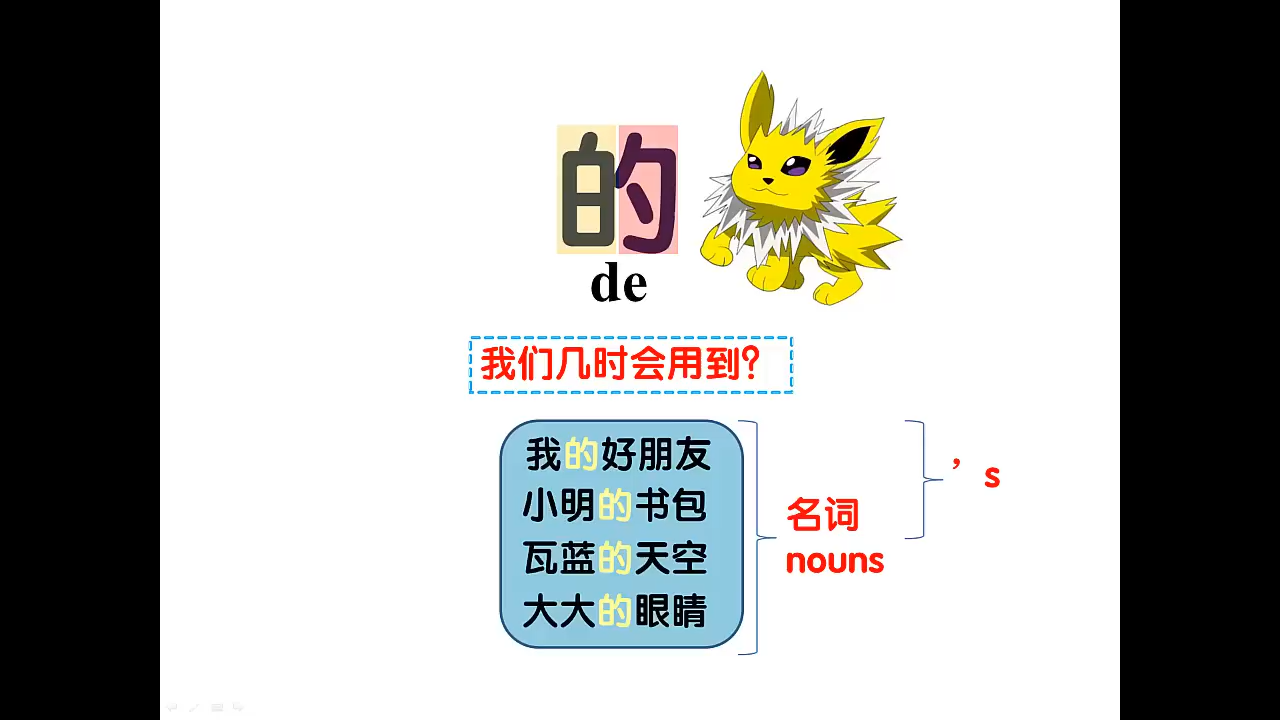 的
de
我们几时会用到？
我的好朋友
小明的书包
瓦蓝的天空
大大的眼睛
名词
nouns
’s